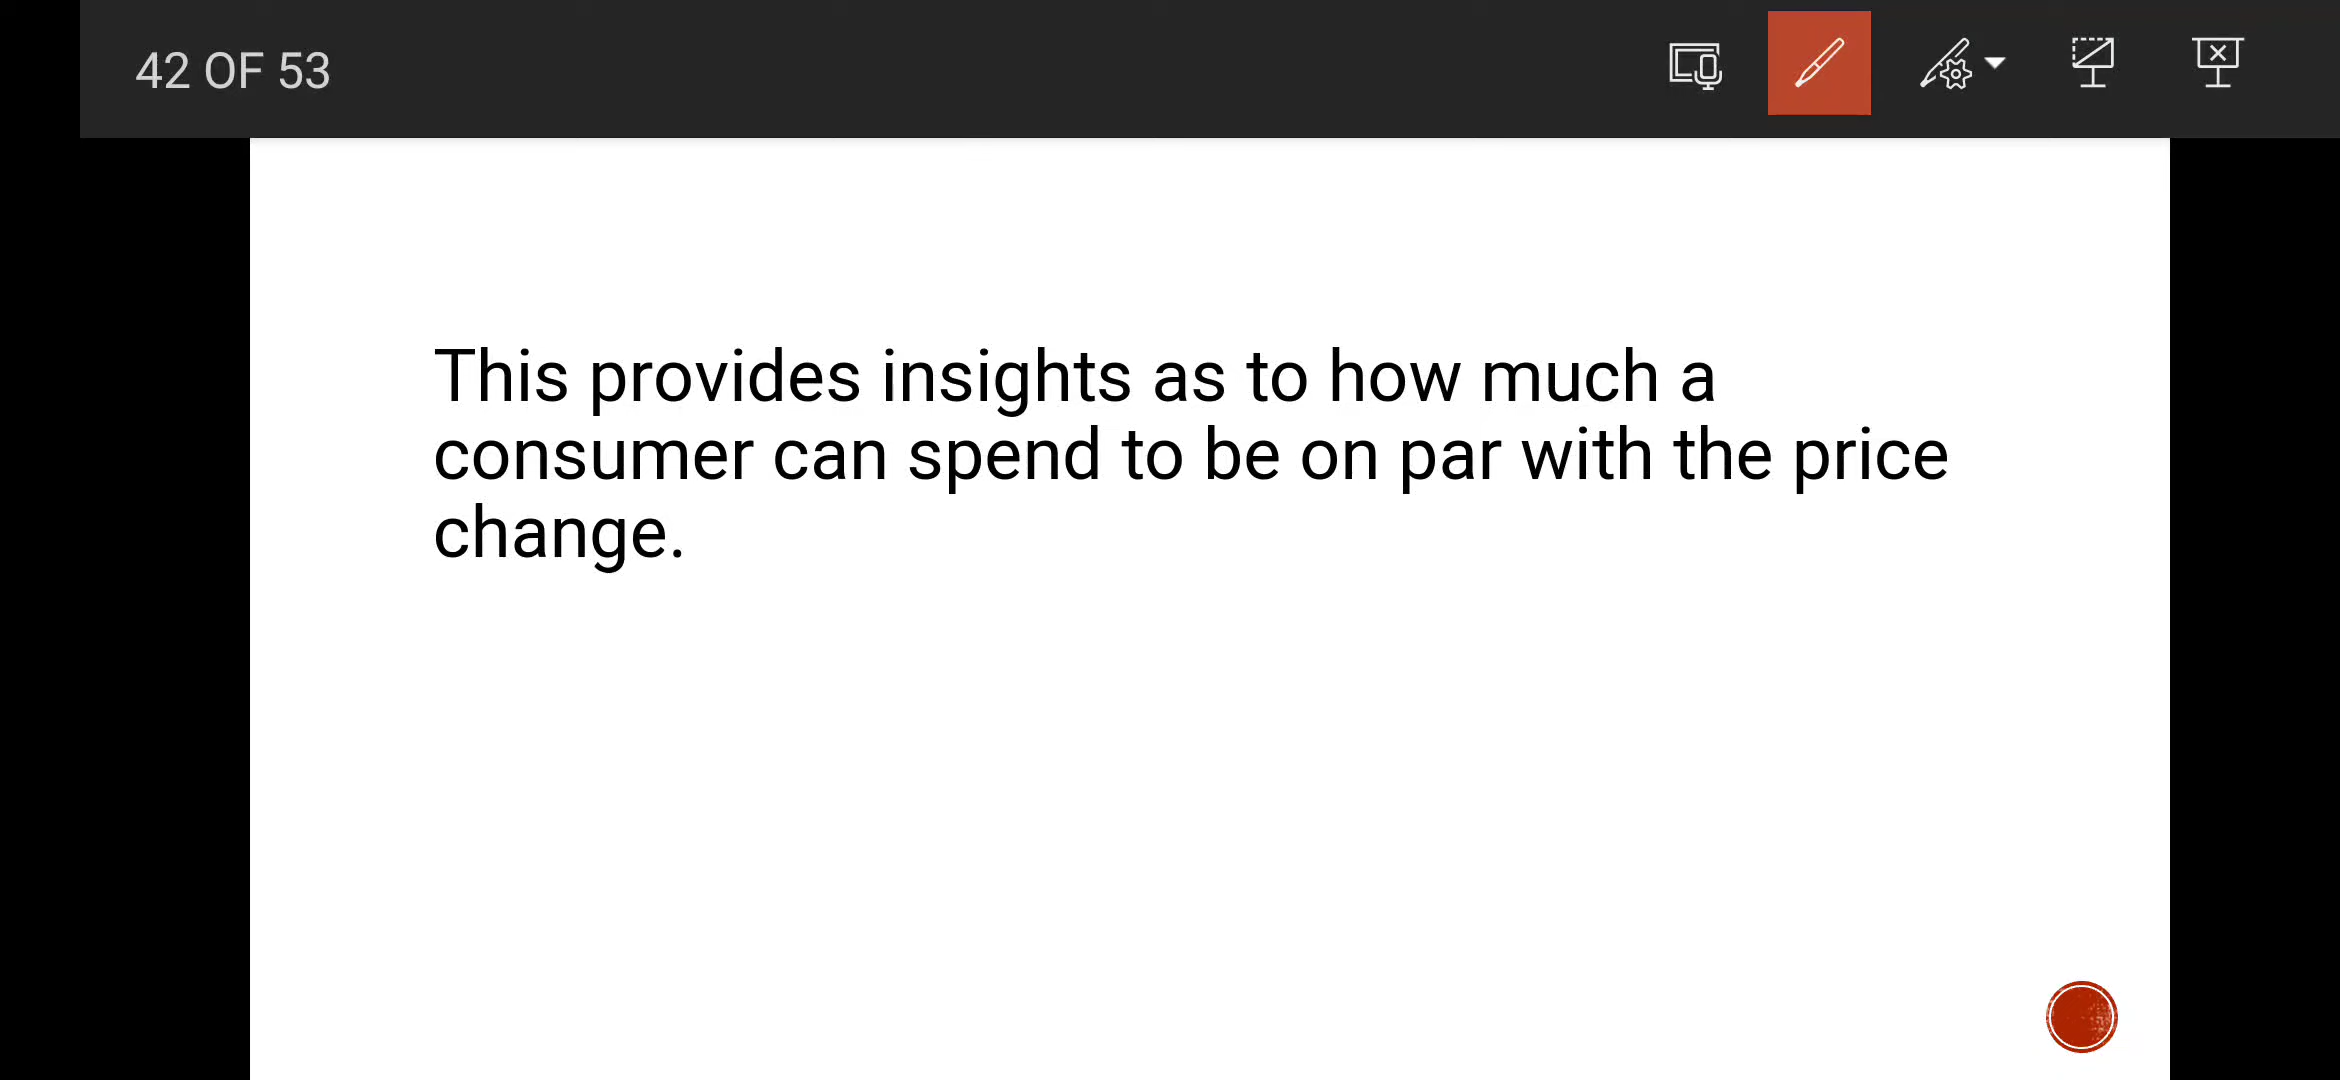 42 OF 53
This provides insights as to how much a
consumer can spend to be on par with the price
change.